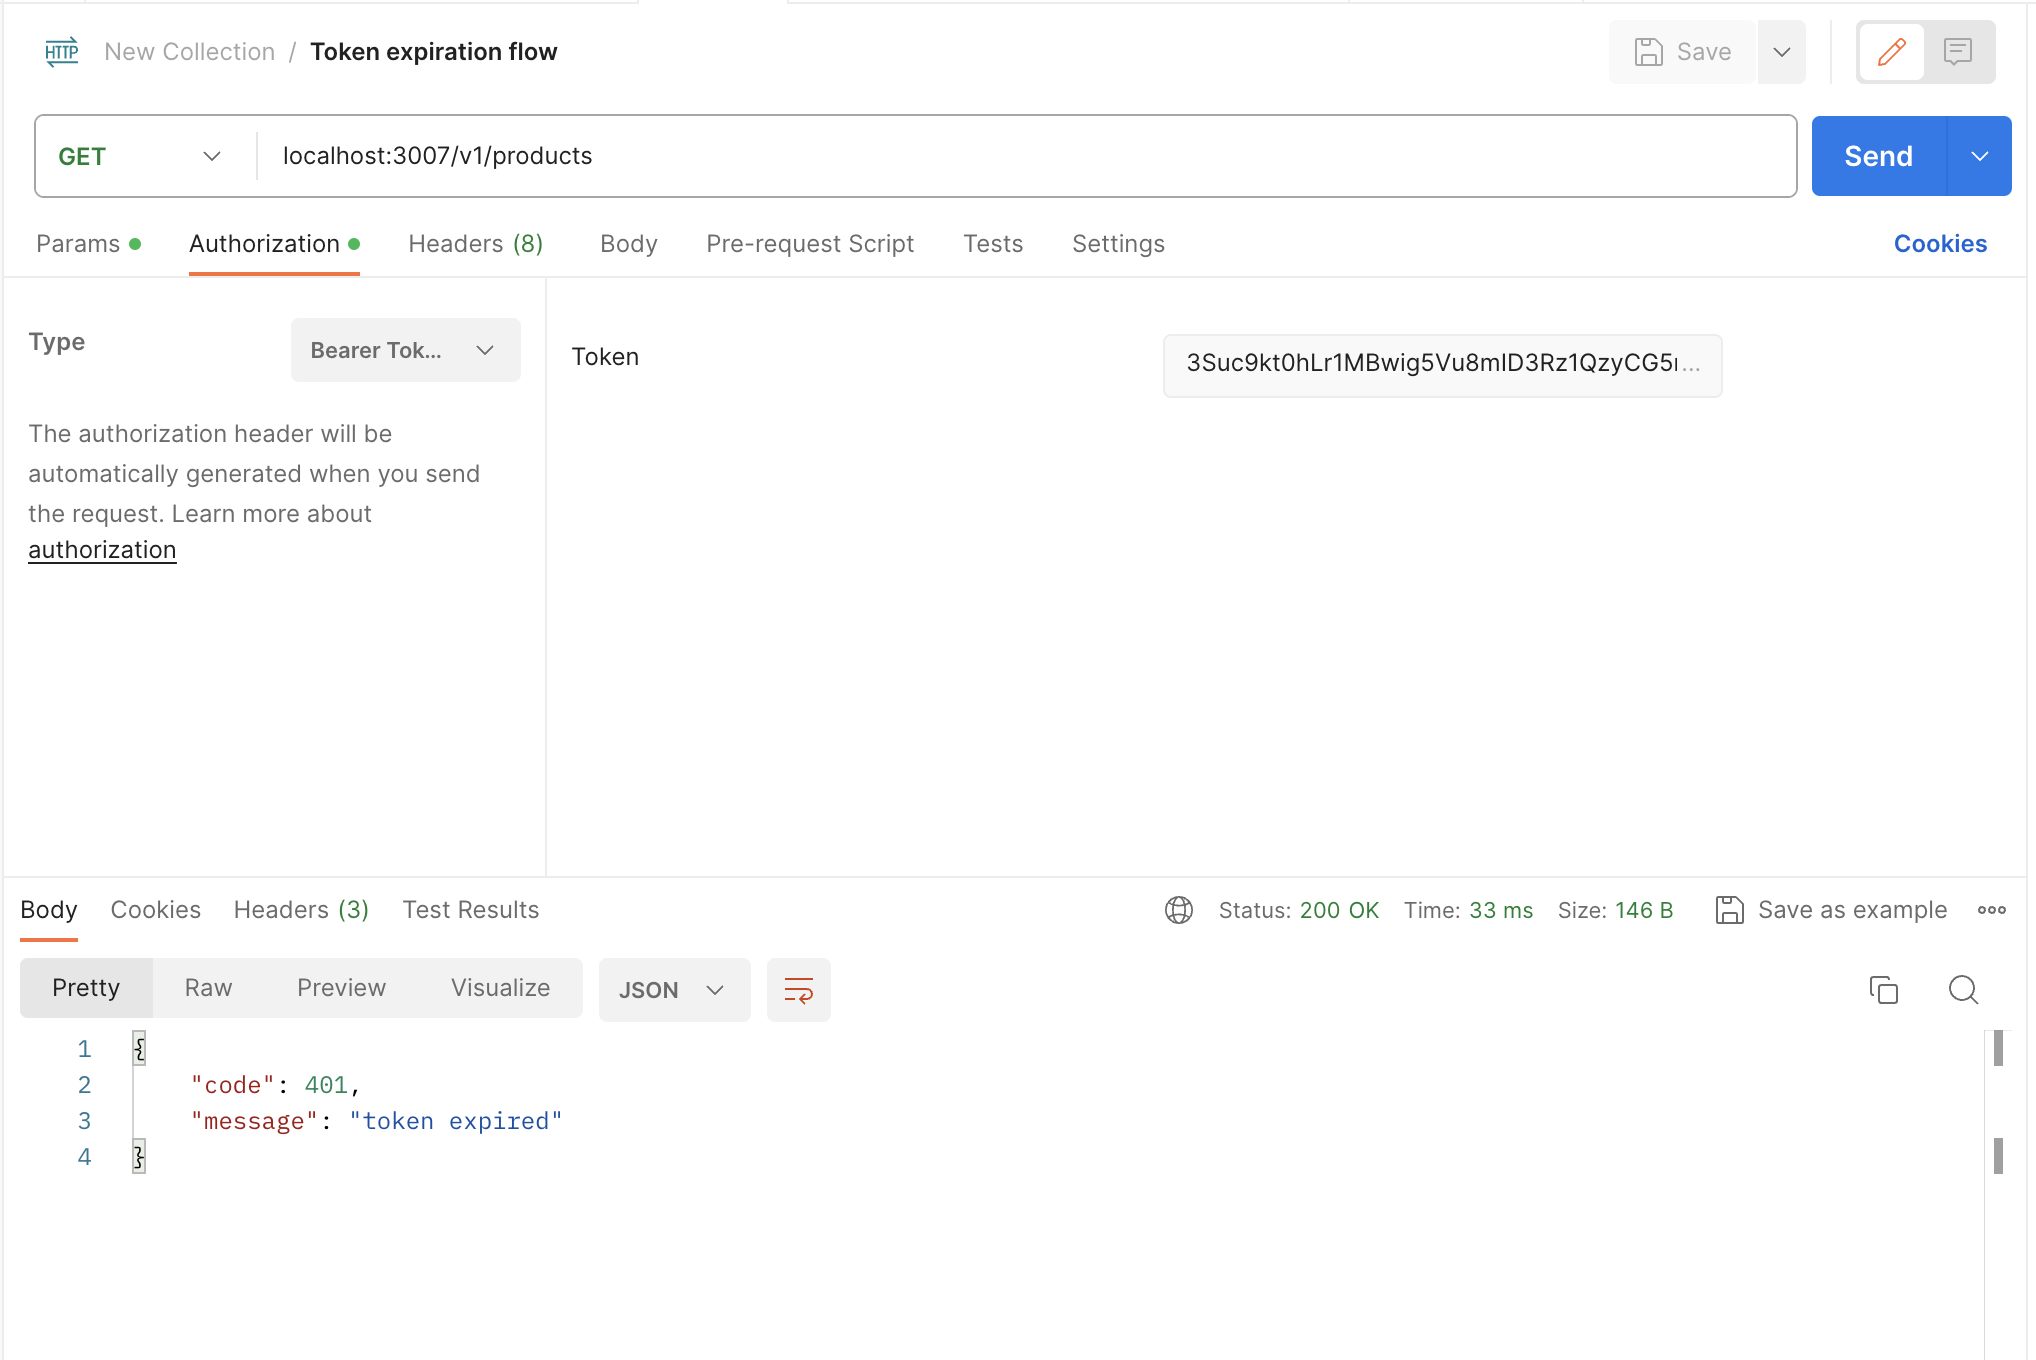 HTTP New Collection / Token expiration flow Save
GET localhost:3007/v1/products Send
Params Authorization Headers (8) Body Pre-request Script Tests Settings Cookies
Type Bearer Tok... Token 3Suc9kt0hLr1MBwig5Vu8mID3Rz1QzyCG5...
The authorization header will be
automatically generated when you send
the request. Learn more about
authorization
Body Cookies Headers (3) Test Results Status: 200 OK Time: 33 ms Size: 146 B Save as example
Pretty Raw Preview Visualize JSON
1 {
2 "code": 401,
3 "message": "token expired"
4 }